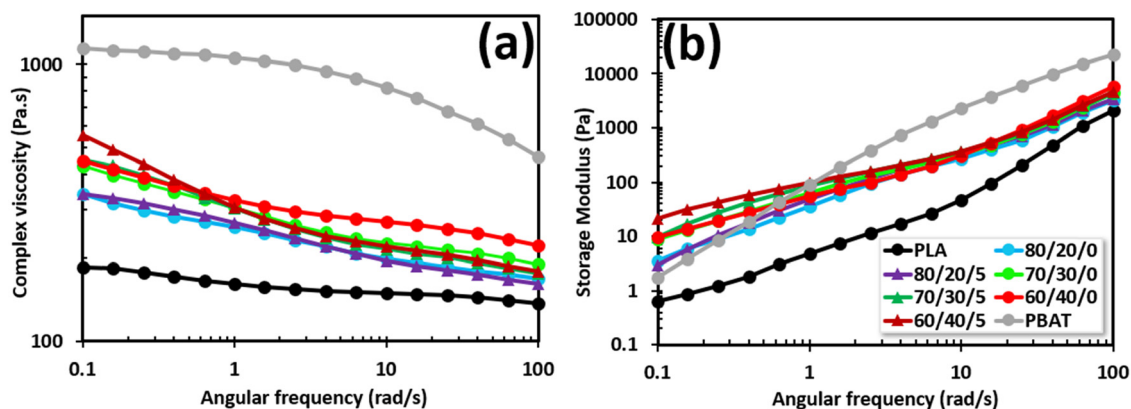 (a)
Complex viscosity (Pa.s)
1000
100
0.1 1 10 100
Angular frequency (rad/s)
(b)
Storage Modulus (Pa)
100000
10000
1000
100
10
1
0.1
PLA 80/20/0
80/20/5 70/30/0
70/30/5 60/40/0
60/40/5 PBAT
0.1 1 10 100
Angular frequency (rad/s)